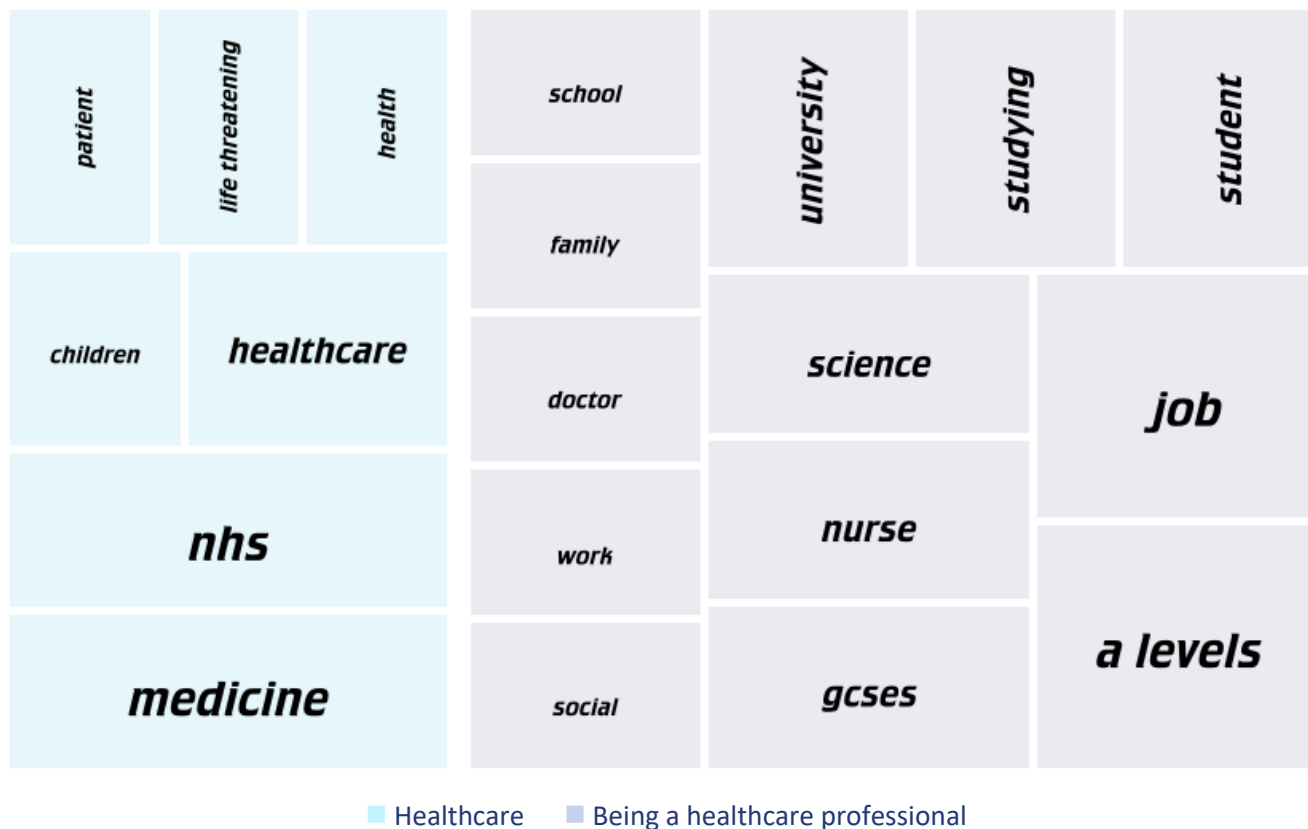 patient
life threatening
health
children
healthcare
nhs
medicine
school
family
doctor
work
social
university
studying
student
science
nurse
gcses
job
a levels
Healthcare
Being a healthcare professional